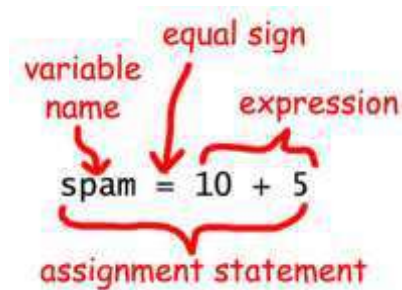 equal sign
variable
name
expression
spam = 10 + 5
assignment statement